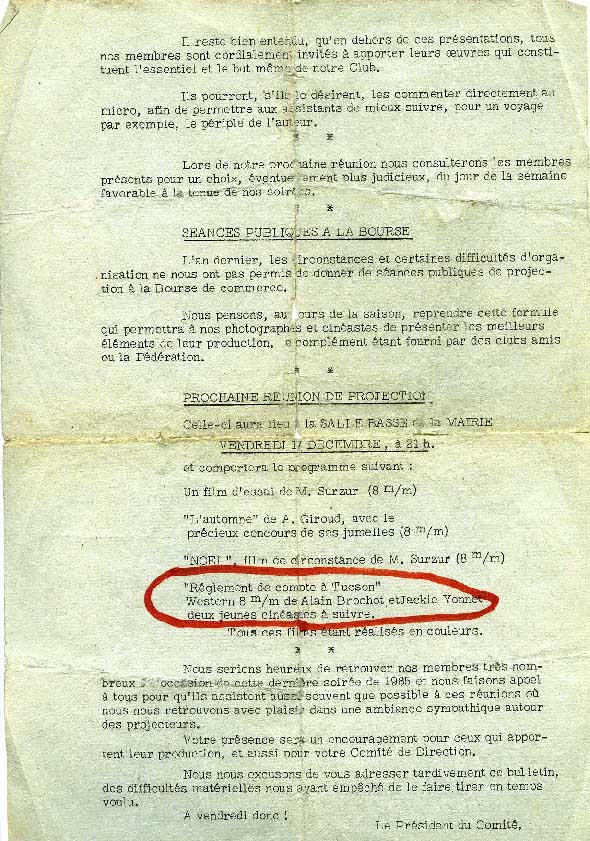 Il reste bien entendu, qu'en dehors de ces présentations, tous
nos membres sont cordialement invités à apporter leurs œuvres qui consti-
tuent l'essentiel et le but même de notre Club.
Ils pourront, s'ils le désirent, les commenter directement au
micro, afin de permettre aux assistants de mieux suivre, pour un voyage
par exemple, le périple de l'auteur.
* *
Lors de notre prochaine réunion nous consulterons les membres
présents pour un choix, éventuellement plus judicieux, du jour de la semaine
favorable à la tenue de nos soirées.
* *
SEANCES PUBLIQUES A LA BOURSE
L'an dernier, les circonstances et certaines difficultés d'orga-
nisation ne nous ont pas permis de donner de séances publiques de projec-
tion à la Bourse de commerce.
Nous pensons, au cours de la saison, reprendre cette formule
qui permettra à nos photographes et cinéastes de présenter les meilleurs
éléments de leur production, le complément étant fourni par des clubs amis
ou la Fédération.
* *
PROCHAINE REUNION DE PROJECTION
Celle-ci aura lieu à la SALLE BASSE de la MAIRIE
VENDREDI 17 DECEMBRE, à 21 h.
et comportera le programme suivant :
Un film d'essai de M. Surzur (8 m/m)
"L'automne" de A. Giroud, avec le
précieux concours de ses jumelles (8 m/m)
"NOEL", film de circonstance de M. Surzur (8 m/m)
"Réglement de compte à Tucson"
Western 8 m/m de Alain Brochot et Jackie Yonnet
deux jeunes cinéastes à suivre.
Tous ces films étant réalisés en couleurs.
* *
Nous serions heureux de retrouver nos membres très nom-
breux à l'occasion de cette dernière soirée de 1965 et nous faisons appel
à tous pour qu'ils assistent aussi souvent que possible à ces réunions où
nous nous retrouvons avec plaisir dans une ambiance sympathique autour
des projecteurs.
Votre présence sera un encouragement pour ceux qui appor-
tent leur production, et aussi pour votre Comité de Direction.
Nous nous excusons de vous adresser tardivement ce bulletin,
des difficultés matérielles nous ayant empêché de le faire tirer en temps
voulu.
A vendredi donc !
Le Président du Comité,